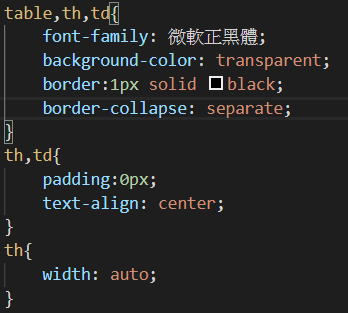 table,th,td{
font-family: 微軟正黑體;
background-color: transparent;
border:1px solid black;
border-collapse: separate;
}
th,td{
padding:0px;
text-align: center;
}
th{
width: auto;
}